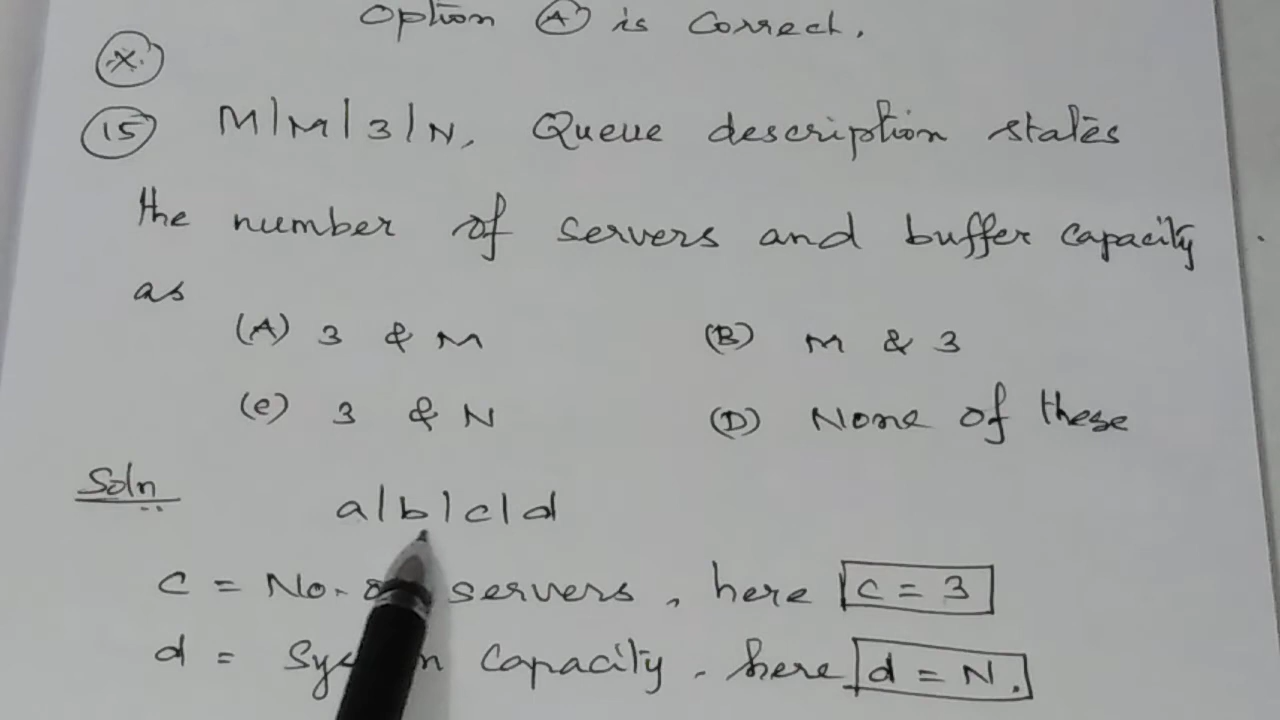 Option (A) is Correct.
(X)
(15) M|M|3|N, Queue description states
the number of servers and buffer capacity
as
(A) 3 & M (B) M & 3
(C) 3 & N (D) None of these
Soln a|b|c|d
C = No. servers, here C = 3
d = Capacity, here d = N.